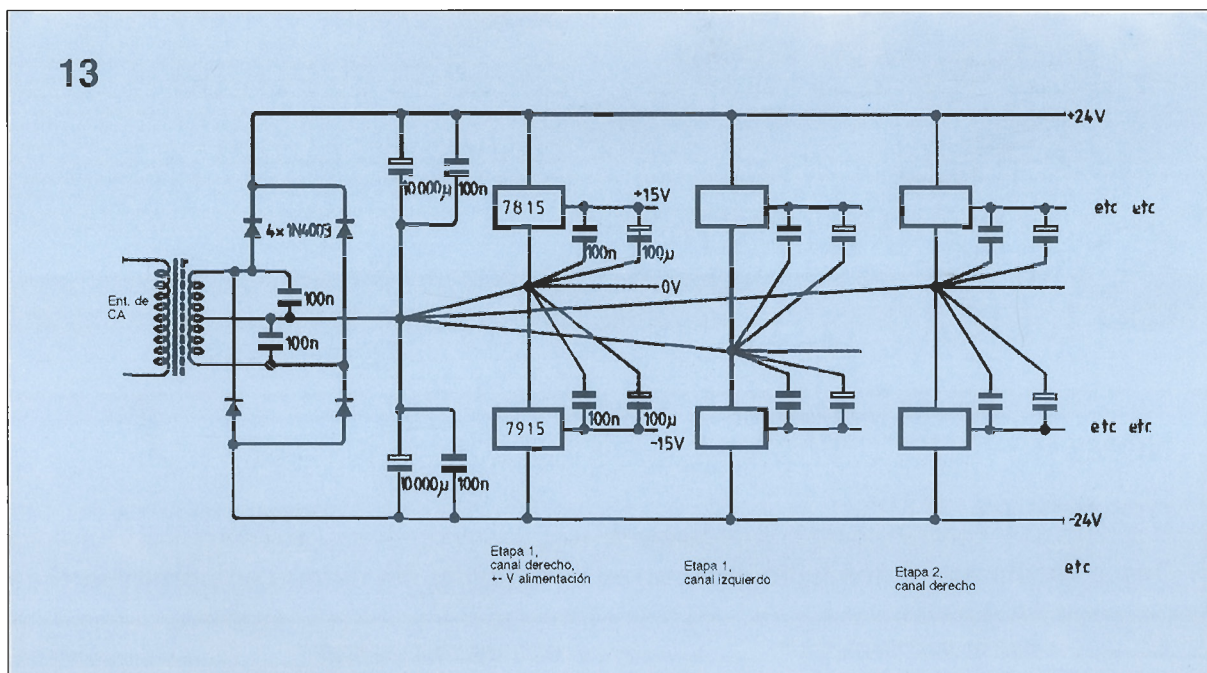 13
+24V
10 000µ
100n
7815
+15V
etc etc
4x1N4003
100n
100µ
Ent. de
CA
100n
0V
100n
7915
100n
100µ
-15V
etc etc
10 000µ
100n
-24V
Etapa 1,
canal derecho,
+- V alimentación
Etapa 1,
canal izquierdo
Etapa 2,
canal derecho
etc